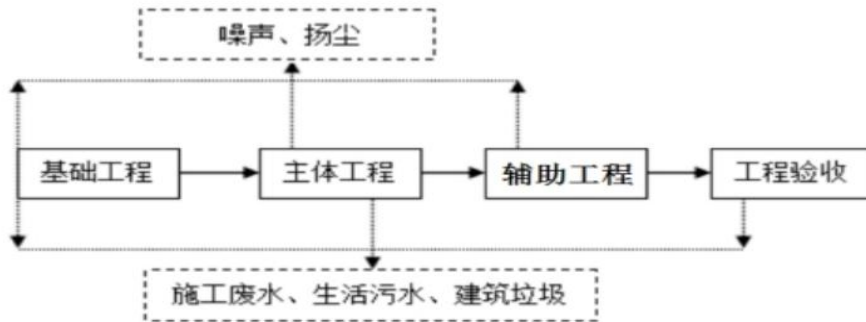 噪声、扬尘
基础工程
主体工程
辅助工程
工程验收
施工废水、生活污水、建筑垃圾